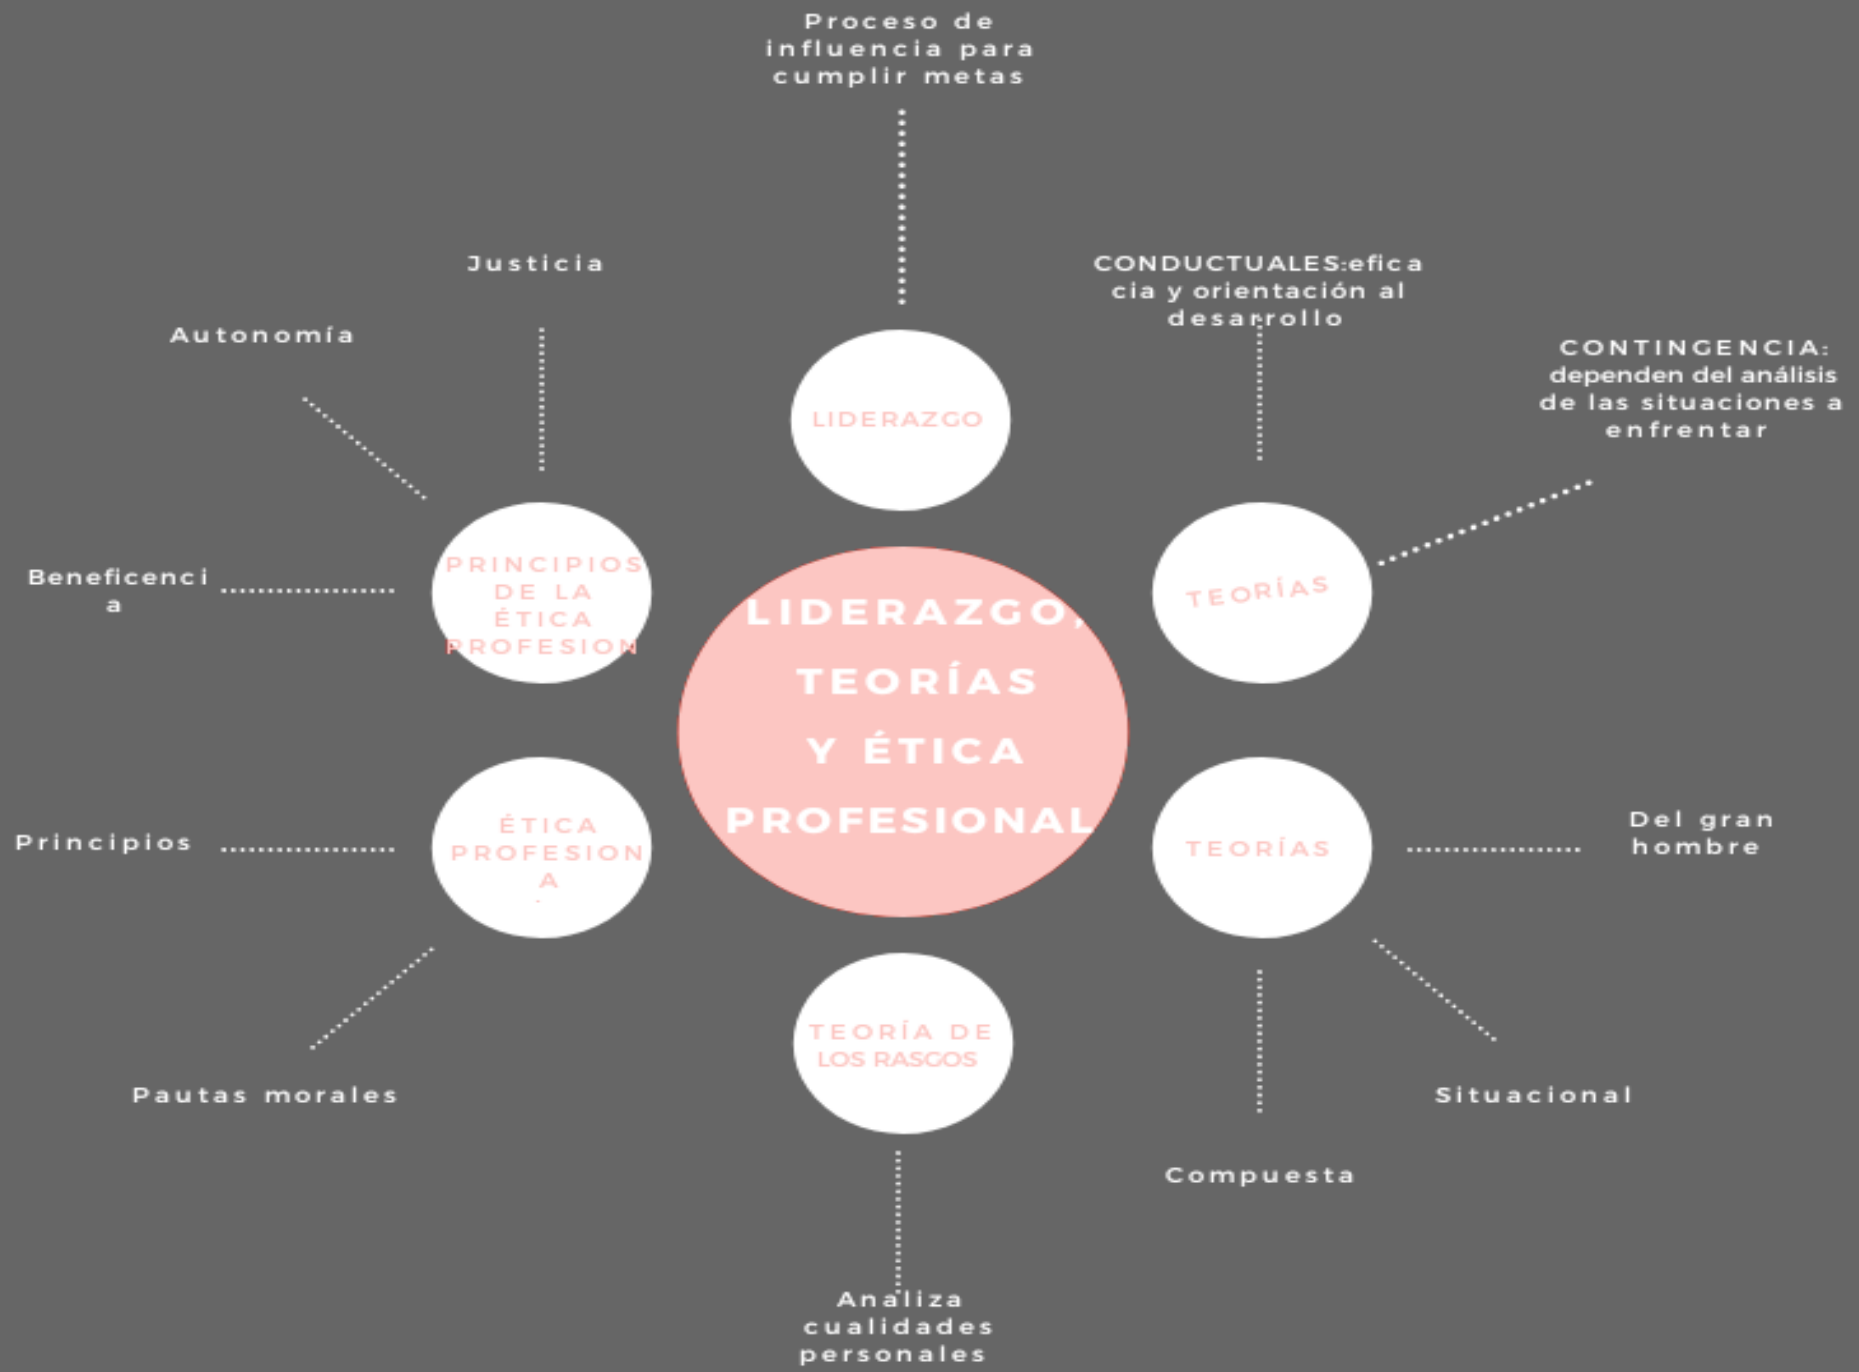 Proceso de
influencia para
cumplir metas
Justicia
CONDUCTUALES:efica
cia y orientación al
desarrollo
Autonomía
CONTINGENCIA:
dependen del análisis
de las situaciones a
enfrentar
LIDERAZGO
Beneficenci
a
PRINCIPIOS
DE LA
ÉTICA
PROFESION
TEORÍAS
LIDERAZGO,
TEORÍAS
Y ÉTICA
PROFESIONAL
Principios
ÉTICA
PROFESION
A
TEORÍAS
Del gran
hombre
TEORÍA DE
LOS RASGOS
Pautas morales
Situacional
Compuesta
Analiza
cualidades
personales